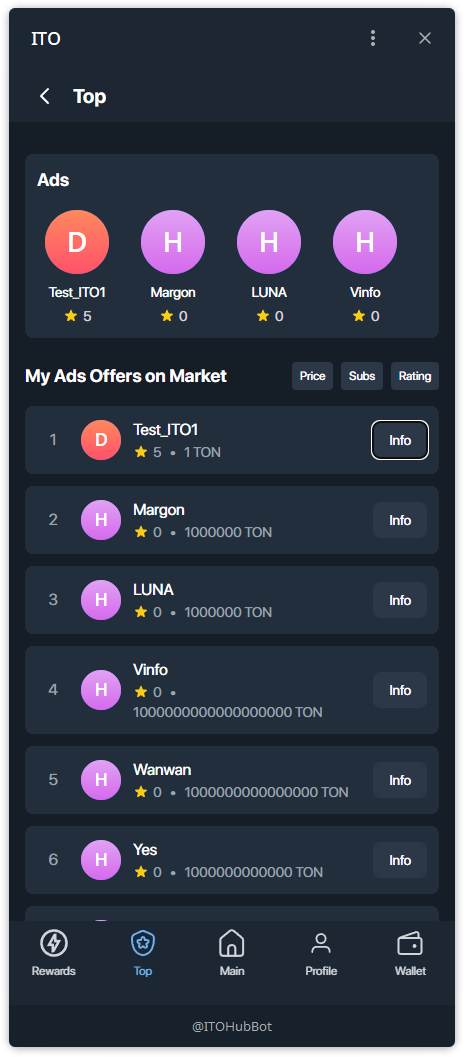 ITO
Top
Ads
D H H H
Test_ITO1 Margon LUNA Vinfo
5 0 0 0
My Ads Offers on Market Price Subs Rating
1 D Test_ITO1 Info
5 • 1 TON
2 H Margon Info
0 • 1000000 TON
3 H LUNA Info
0 • 1000000 TON
4 H Vinfo Info
0 •
1000000000000000000 TON
5 H Wanwan Info
0 • 1000000000000000 TON
6 H Yes Info
0 • 1000000000000 TON
Rewards Top Main Profile Wallet
@ITOHubBot